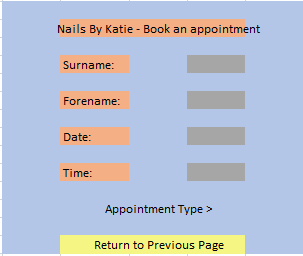 Nails By Katie - Book an appointment
Surname:
Forename:
Date:
Time:
Appointment Type >
Return to Previous Page